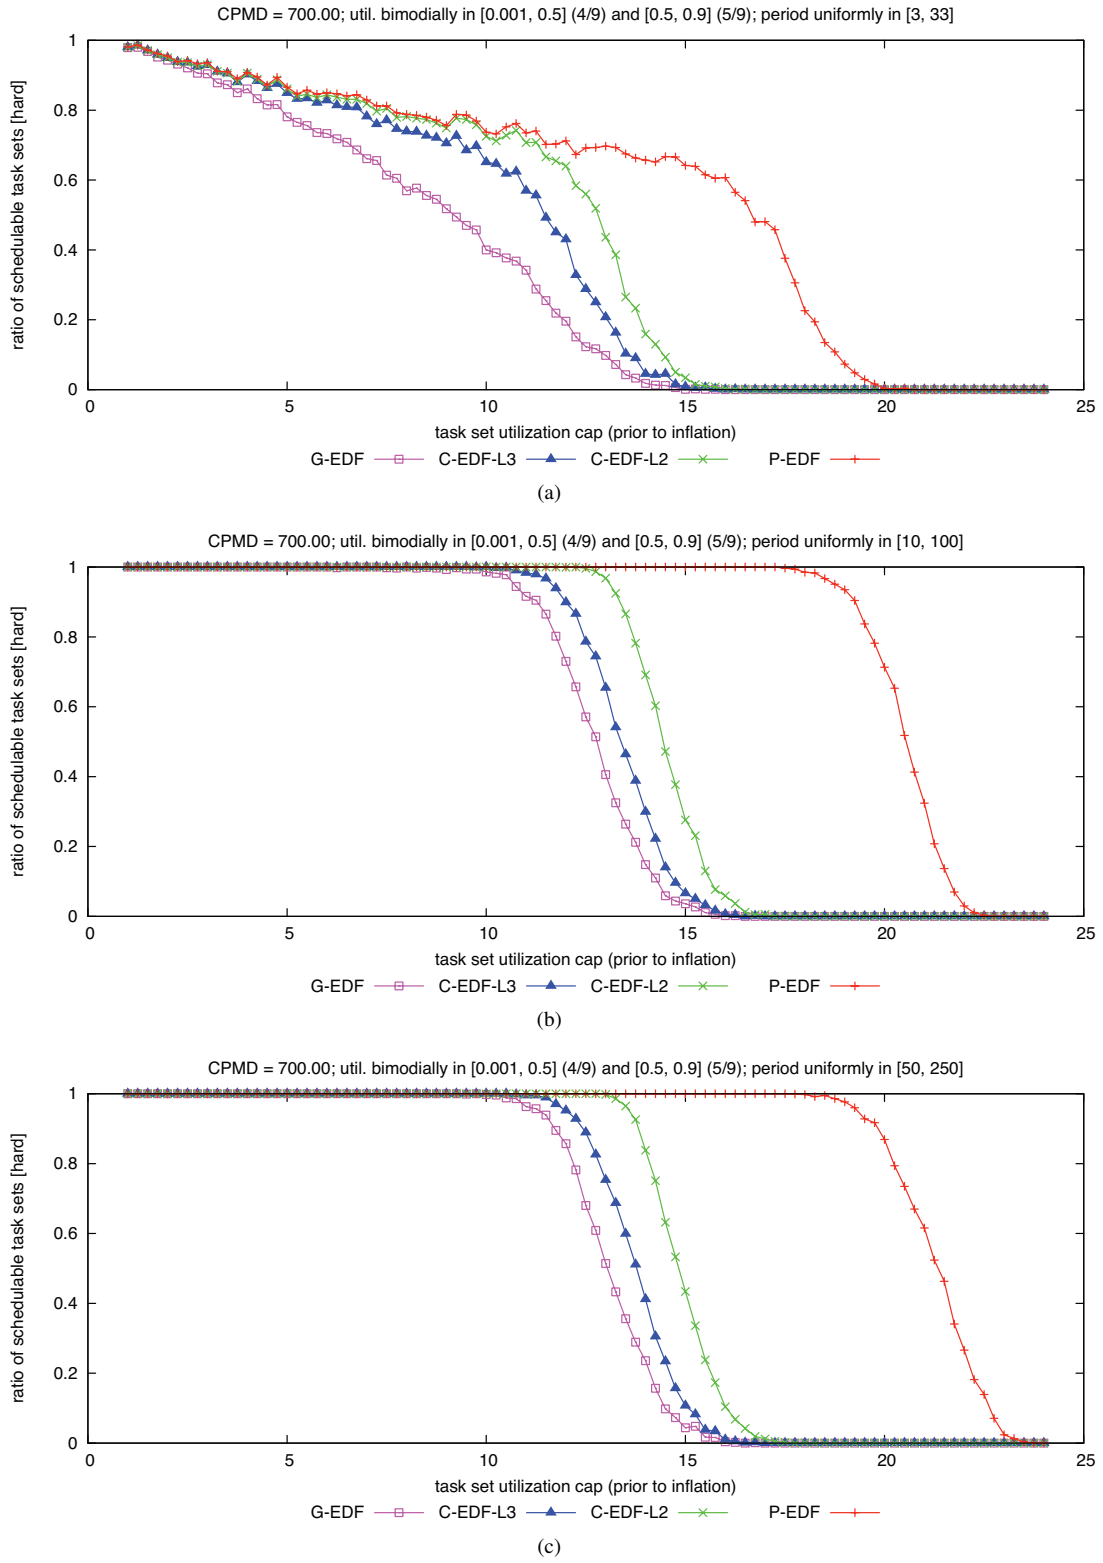 CPMD = 700.00; util. bimodially in [0.001, 0.5] (4/9) and [0.5, 0.9] (5/9); period uniformly in [3, 33]
ratio of schedulable task sets [hard]
1
0.8
0.6
0.4
0.2
0
0 5 10 15 20 25
task set utilization cap (prior to inflation)
G-EDF C-EDF-L3 C-EDF-L2 P-EDF
(a)
CPMD = 700.00; util. bimodially in [0.001, 0.5] (4/9) and [0.5, 0.9] (5/9); period uniformly in [10, 100]
ratio of schedulable task sets [hard]
1
0.8
0.6
0.4
0.2
0
0 5 10 15 20 25
task set utilization cap (prior to inflation)
G-EDF C-EDF-L3 C-EDF-L2 P-EDF
(b)
CPMD = 700.00; util. bimodially in [0.001, 0.5] (4/9) and [0.5, 0.9] (5/9); period uniformly in [50, 250]
ratio of schedulable task sets [hard]
1
0.8
0.6
0.4
0.2
0
0 5 10 15 20 25
task set utilization cap (prior to inflation)
G-EDF C-EDF-L3 C-EDF-L2 P-EDF
(c)